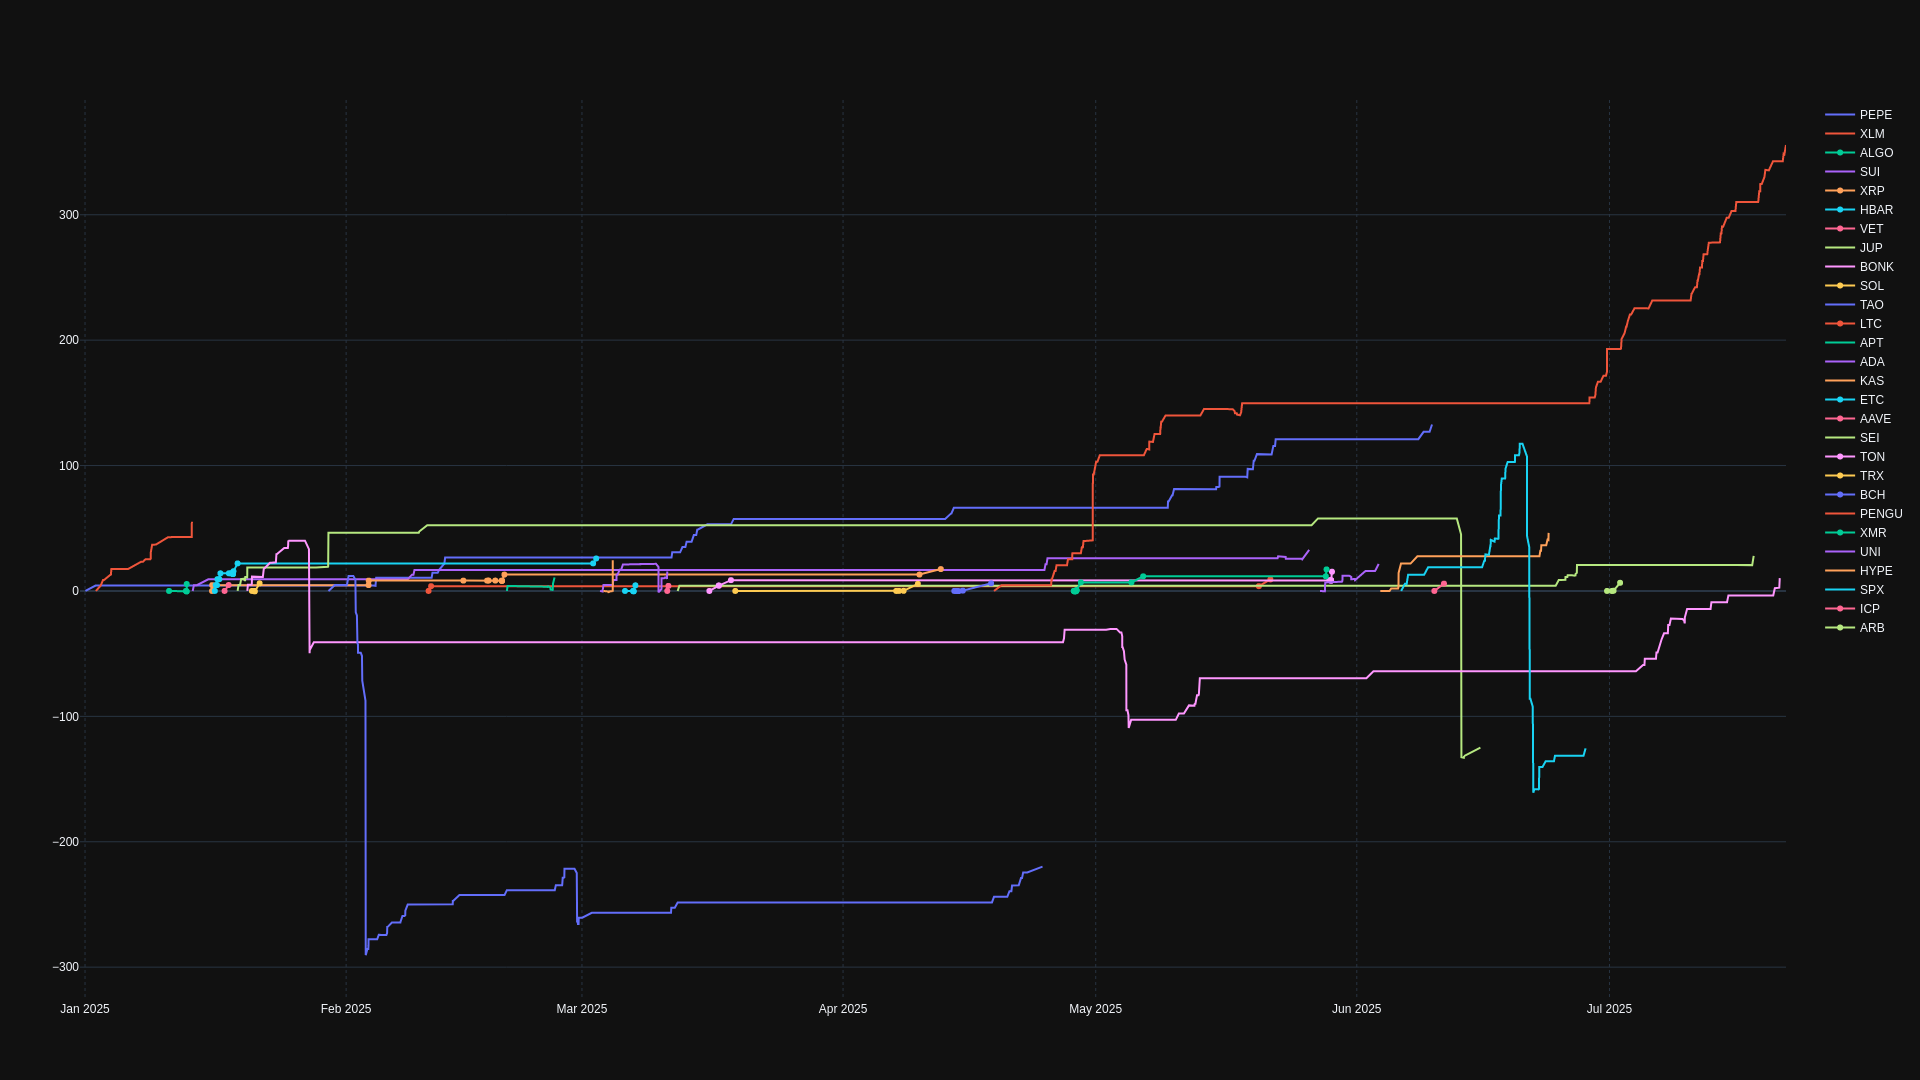 300
200
100
0
−100
−200
−300
Jan 2025
Feb 2025
Mar 2025
Apr 2025
May 2025
Jun 2025
Jul 2025
PEPE
XLM
ALGO
SUI
XRP
HBAR
VET
JUP
BONK
SOL
TAO
LTC
APT
ADA
KAS
ETC
AAVE
SEI
TON
TRX
BCH
PENGU
XMR
UNI
HYPE
SPX
ICP
ARB